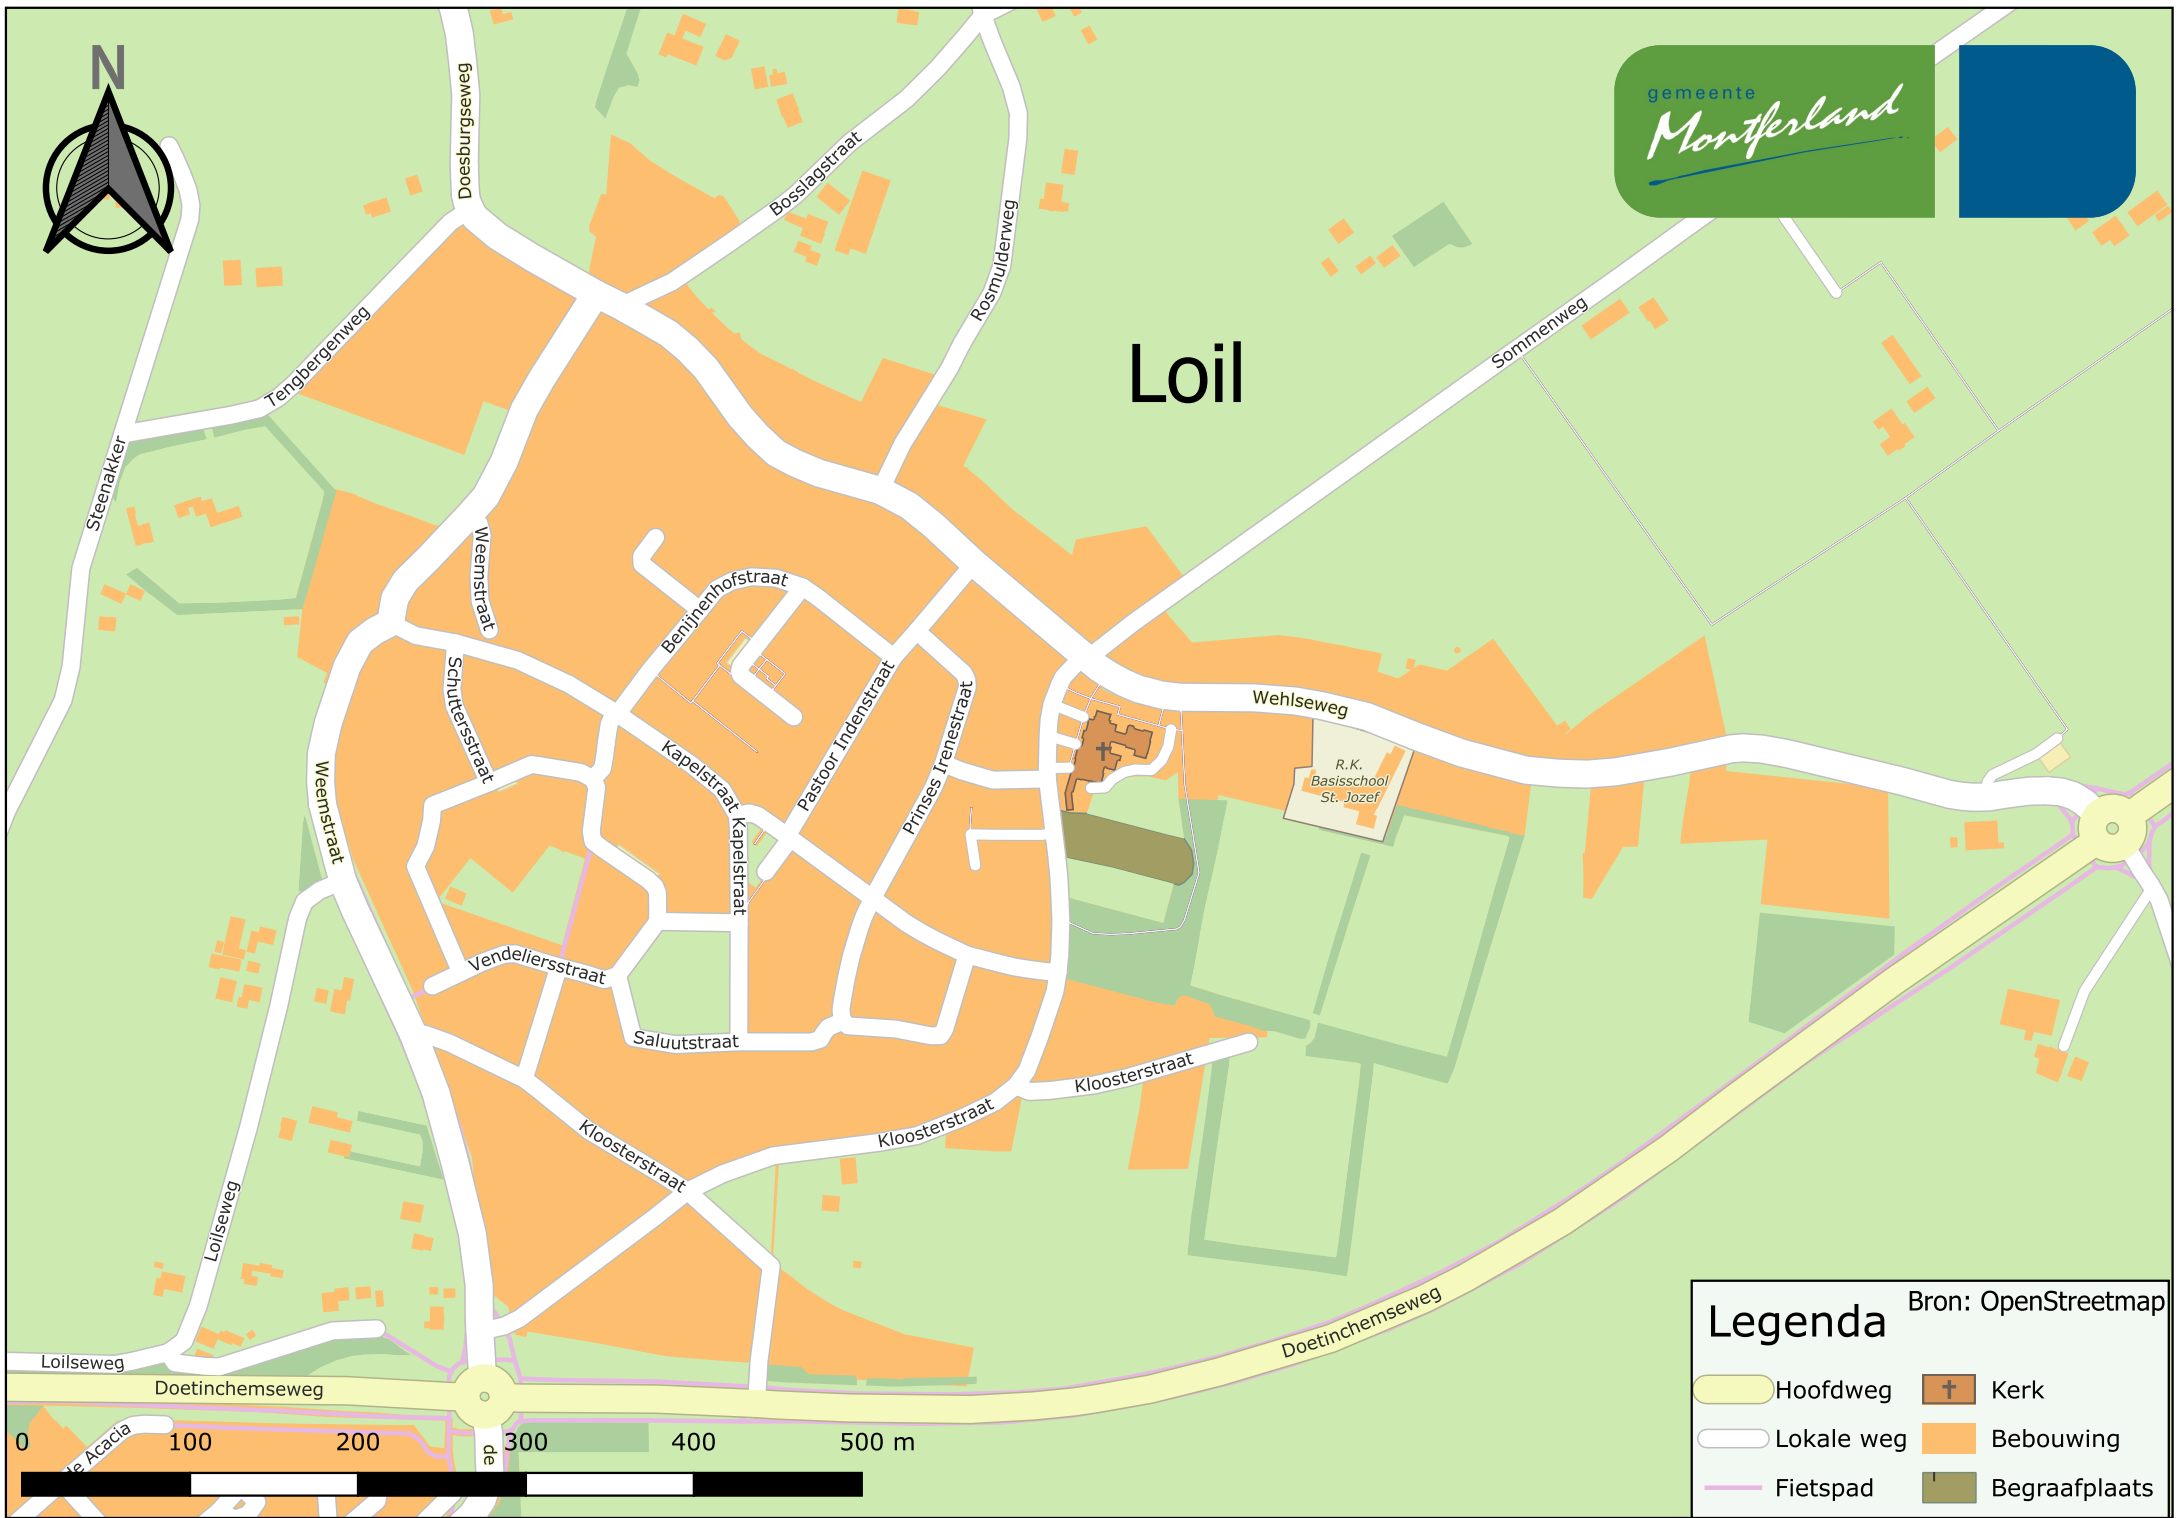 N
Doesburgseweg
Bosslagstraat
gemeente
Montferland
Rosmulderweg
Tengbergenweg
Loil
Sommenweg
Steenakker
Weemstraat
Benijnenhofstraat
Schuttersstraat
Pastoor Indenstraat
Prinses Irenestraat
Wehlseweg
Kapelstraat
R.K.
Basisschool
St. Jozef
Weemstraat
Kapelstraat
Vendeliersstraat
Saluutstraat
Kloosterstraat
Kloosterstraat
Kloosterstraat
Loilseweg
Doetinchemseweg
Loilseweg
Doetinchemseweg
de Acacia
de
0 100 200 300 400 500 m
Bron: OpenStreetmap
Legenda
Hoofdweg
Kerk
Lokale weg
Bebouwing
Fietspad
Begraafplaats